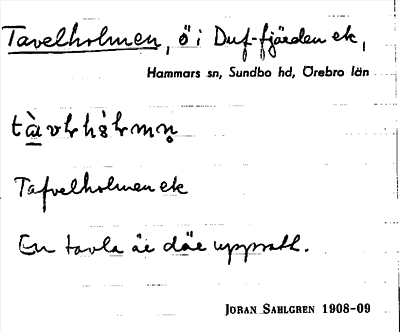 Tavelholmen, ö i Duf-fjärden ek,
Hammars sn, Sundbo hd, Örebro län
Tafvelholmen ek
En tavla är där uppsatt.
JÖRAN SAHLGREN 1908-09